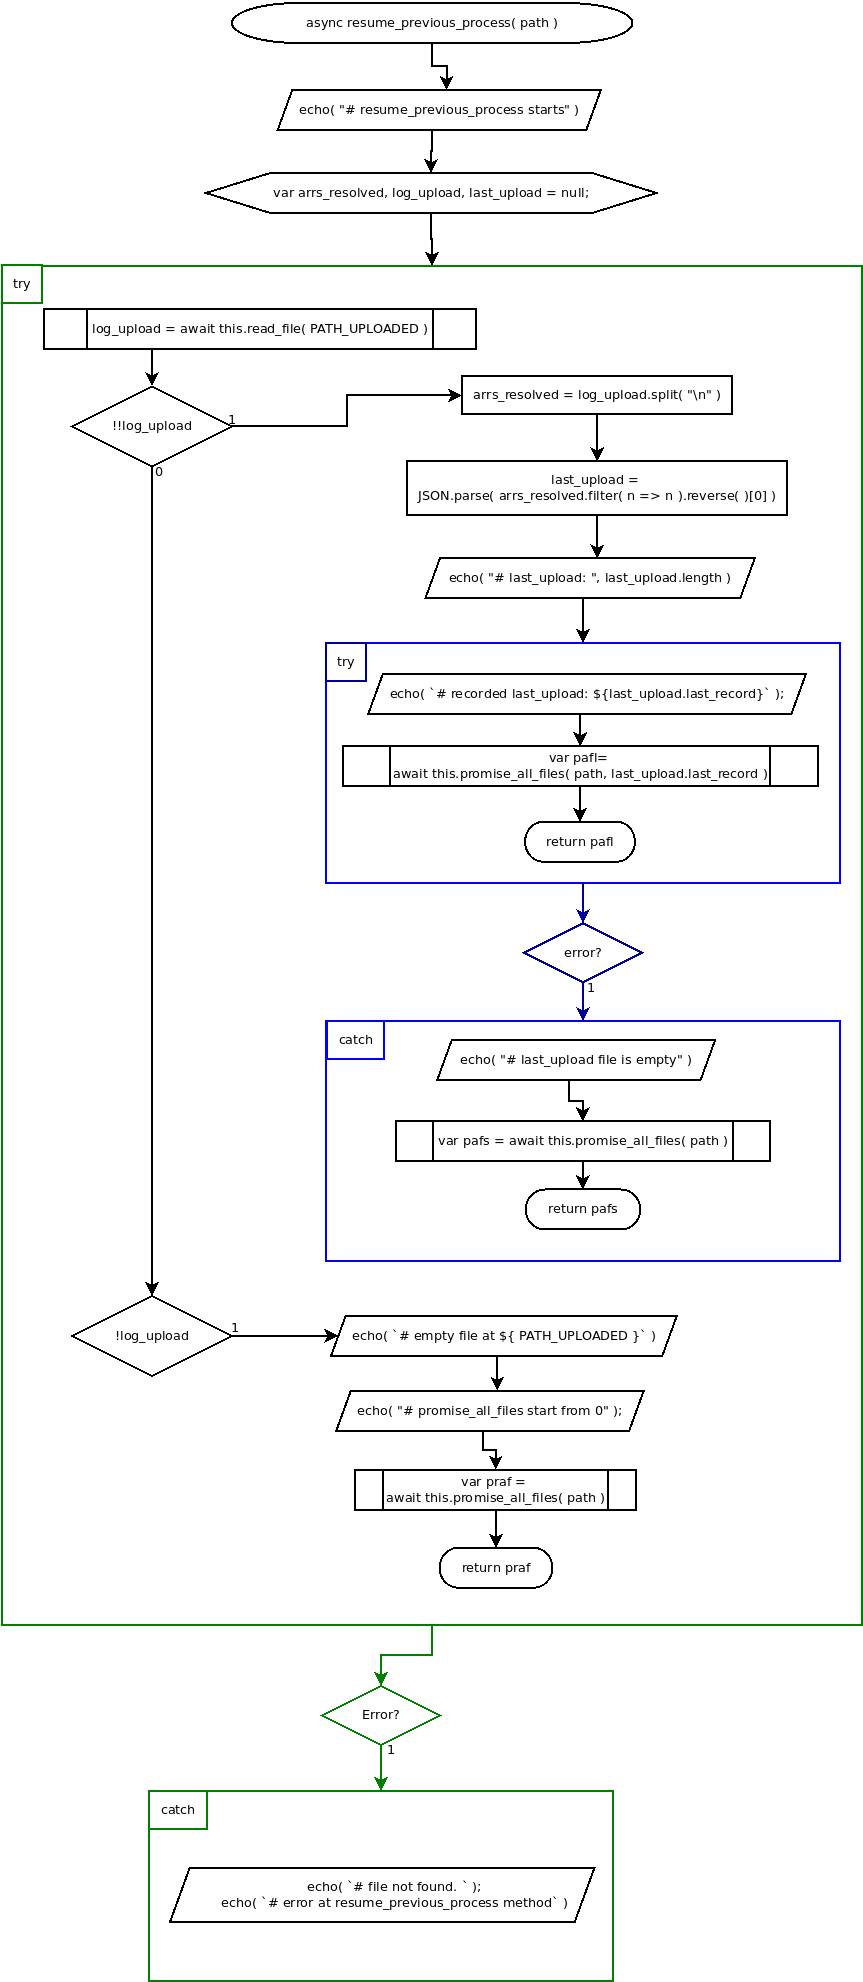 async resume_previous_process( path )
echo( "# resume_previous_process starts" )
var arrs_resolved, log_upload, last_upload = null;
try
log_upload = await this.read_file( PATH_UPLOADED )
!!log_upload
1
0
arrs_resolved = log_upload.split( "\n" )
last_upload =
JSON.parse( arrs_resolved.filter( n => n ).reverse( )[0] )
echo( "# last_upload: ", last_upload.length )
try
echo( `# recorded last_upload: ${last_upload.last_record}` );
var pafl=
await this.promise_all_files( path, last_upload.last_record )
return pafl
error?
1
catch
echo( "# last_upload file is empty" )
var pafs = await this.promise_all_files( path )
return pafs
!log_upload
1
echo( `# empty file at ${ PATH_UPLOADED }` )
echo( "# promise_all_files start from 0" );
var praf =
await this.promise_all_files( path )
return praf
Error?
1
catch
echo( `# file not found. ` );
echo( `# error at resume_previous_process method` )